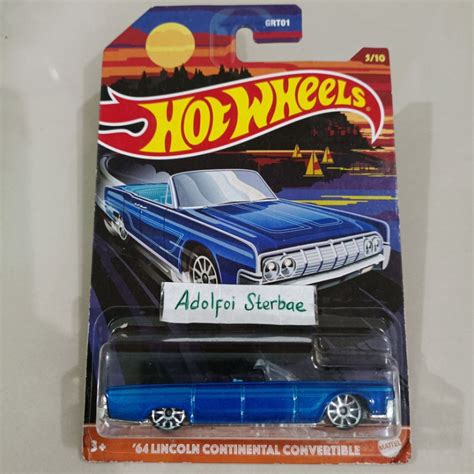 GRT01
5/10
HOT WHEELS
Adolfoi Sterbae
3+
'64 LINCOLN CONTINENTAL CONVERTIBLE
MATTEL